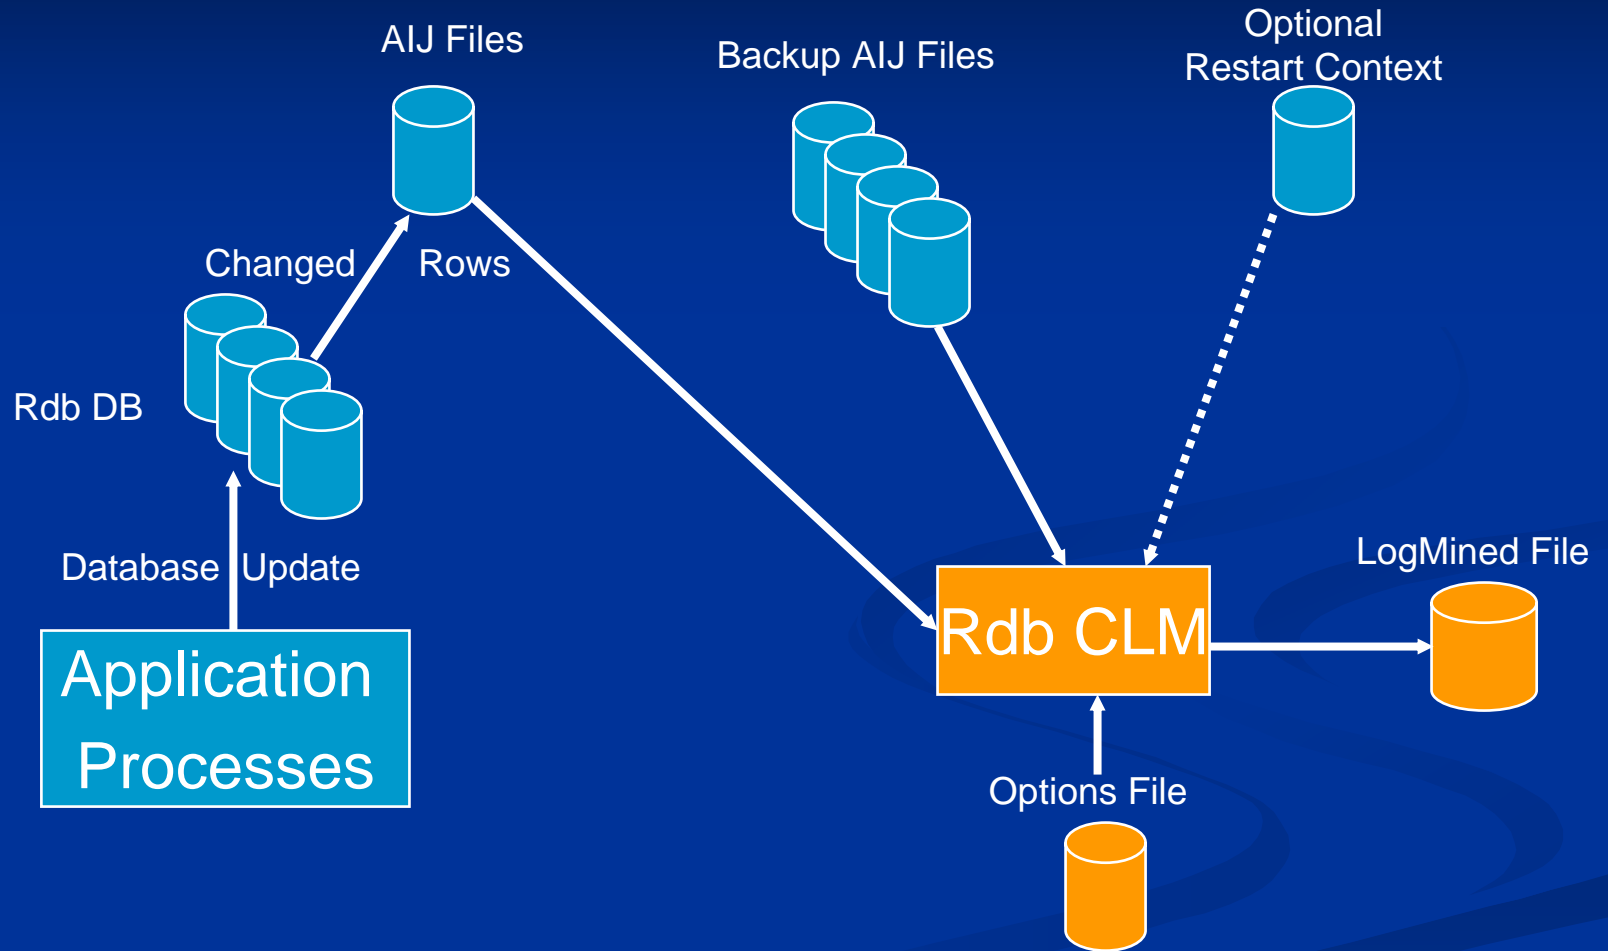 AIJ Files
Backup AIJ Files
Optional
Restart Context
Changed Rows
Rdb DB
Database Update
LogMined File
Rdb CLM
Application
Processes
Options File